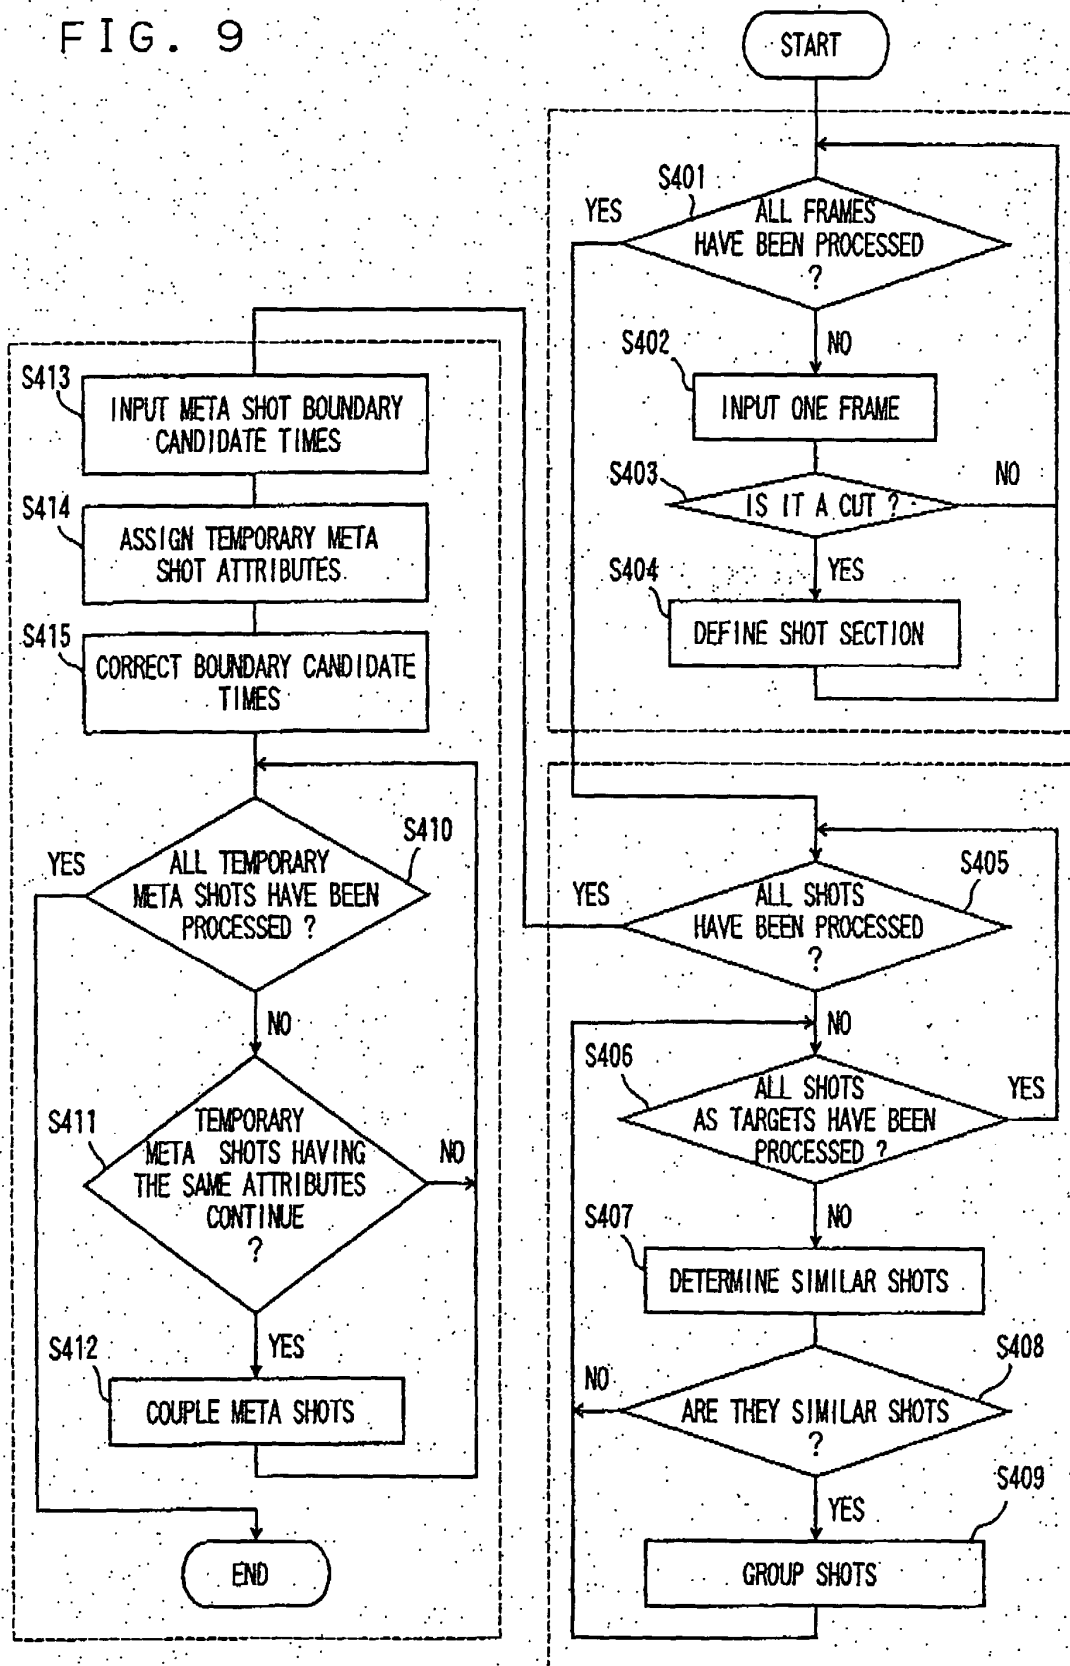 FIG. 9
START
S401
YES
ALL FRAMES
HAVE BEEN PROCESSED
?
NO
S402
INPUT ONE FRAME
S403
IS IT A CUT ?
NO
YES
S404
DEFINE SHOT SECTION
S405
YES
ALL SHOTS
HAVE BEEN PROCESSED
?
NO
S406
ALL SHOTS
AS TARGETS HAVE BEEN
PROCESSED ?
YES
NO
S407
DETERMINE SIMILAR SHOTS
S408
NO
ARE THEY SIMILAR SHOTS
?
YES
S409
GROUP SHOTS
S413
INPUT META SHOT BOUNDARY
CANDIDATE TIMES
S414
ASSIGN TEMPORARY META
SHOT ATTRIBUTES
S415
CORRECT BOUNDARY CANDIDATE
TIMES
S410
YES
ALL TEMPORARY
META SHOTS HAVE BEEN
PROCESSED ?
NO
S411
TEMPORARY
META SHOTS HAVING
THE SAME ATTRIBUTES
CONTINUE
?
NO
YES
S412
COUPLE META SHOTS
END